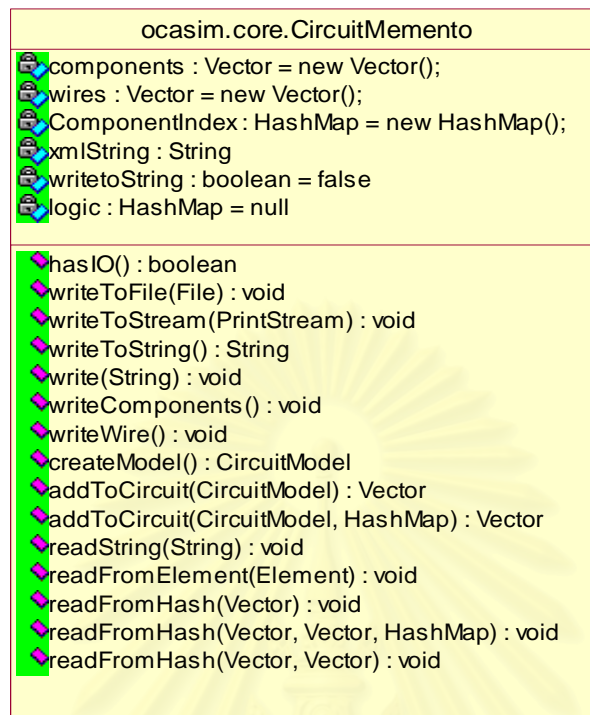 ocasim.core.CircuitMemento
components : Vector = new Vector();
wires : Vector = new Vector();
ComponentIndex : HashMap = new HashMap();
xmlString : String
writetoString : boolean = false
logic : HashMap = null
hasIO() : boolean
writeToFile(File) : void
writeToStream(PrintStream) : void
writeToString() : String
write(String) : void
writeComponents() : void
writeWire() : void
createModel() : CircuitModel
addToCircuit(CircuitModel) : Vector
addToCircuit(CircuitModel, HashMap) : Vector
readString(String) : void
readFromElement(Element) : void
readFromHash(Vector) : void
readFromHash(Vector, Vector, HashMap) : void
readFromHash(Vector, Vector) : void